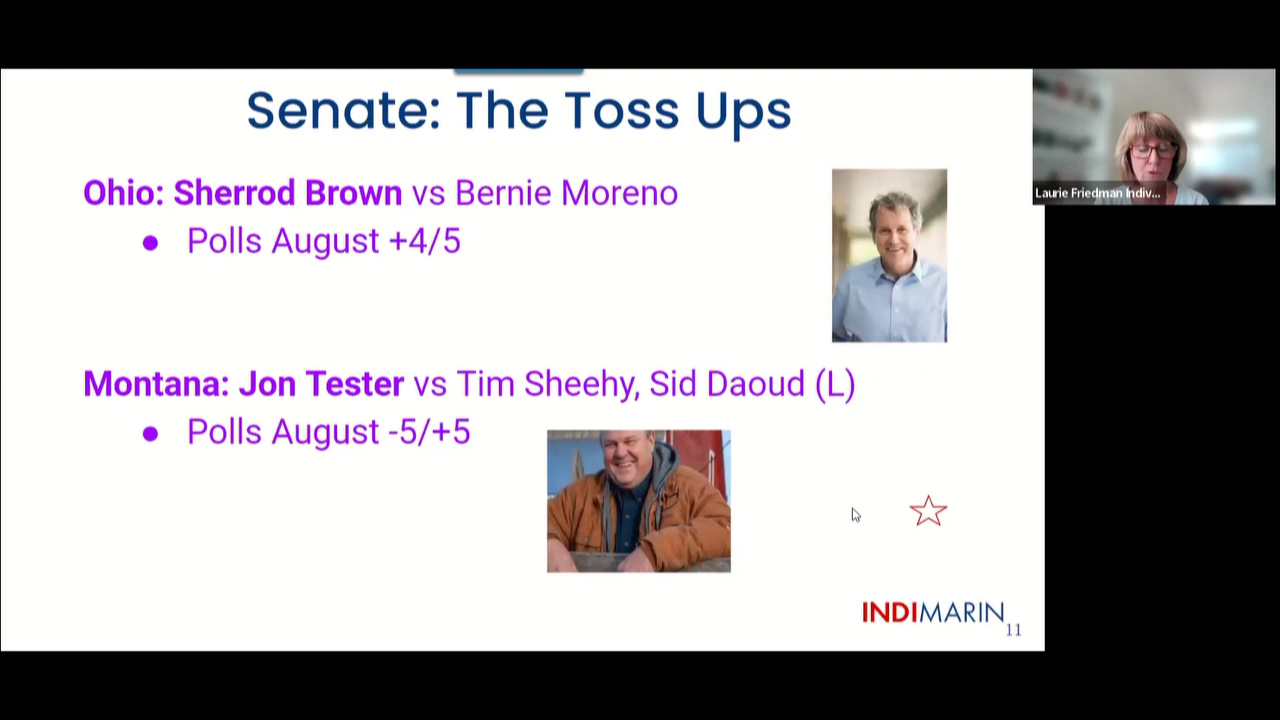 Senate: The Toss Ups
Ohio: Sherrod Brown vs Bernie Moreno
● Polls August +4/5
Montana: Jon Tester vs Tim Sheehy, Sid Daoud (L)
● Polls August -5/+5
INDIMARIN
11
Laurie Friedman Indiv...